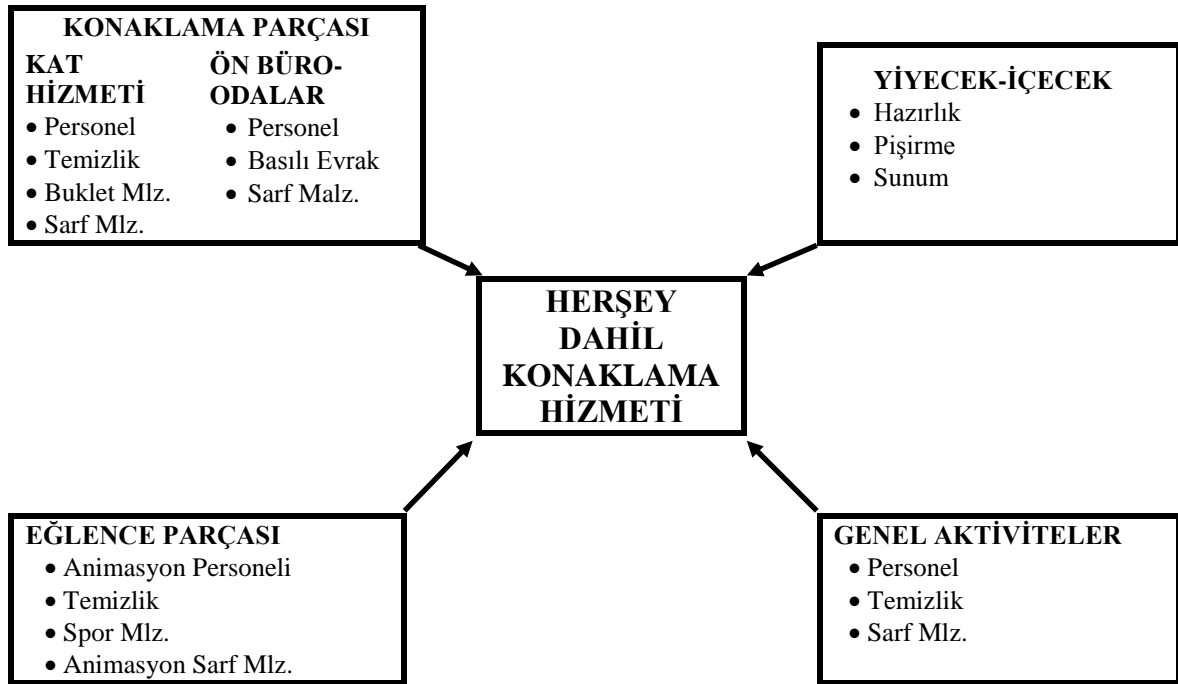 KONAKLAMA PARÇASI
KAT
HİZMETİ
• Personel
• Temizlik
• Buklet Mlz.
• Sarf Mlz.
ÖN BÜRO-
ODALAR
• Personel
• Basılı Evrak
• Sarf Malz.
YİYECEK-İÇECEK
• Hazırlık
• Pişirme
• Sunum
HERŞEY
DAHİL
KONAKLAMA
HİZMETİ
EĞLENCE PARÇASI
• Animasyon Personeli
• Temizlik
• Spor Mlz.
• Animasyon Sarf Mlz.
GENEL AKTİVİTELER
• Personel
• Temizlik
• Sarf Mlz.